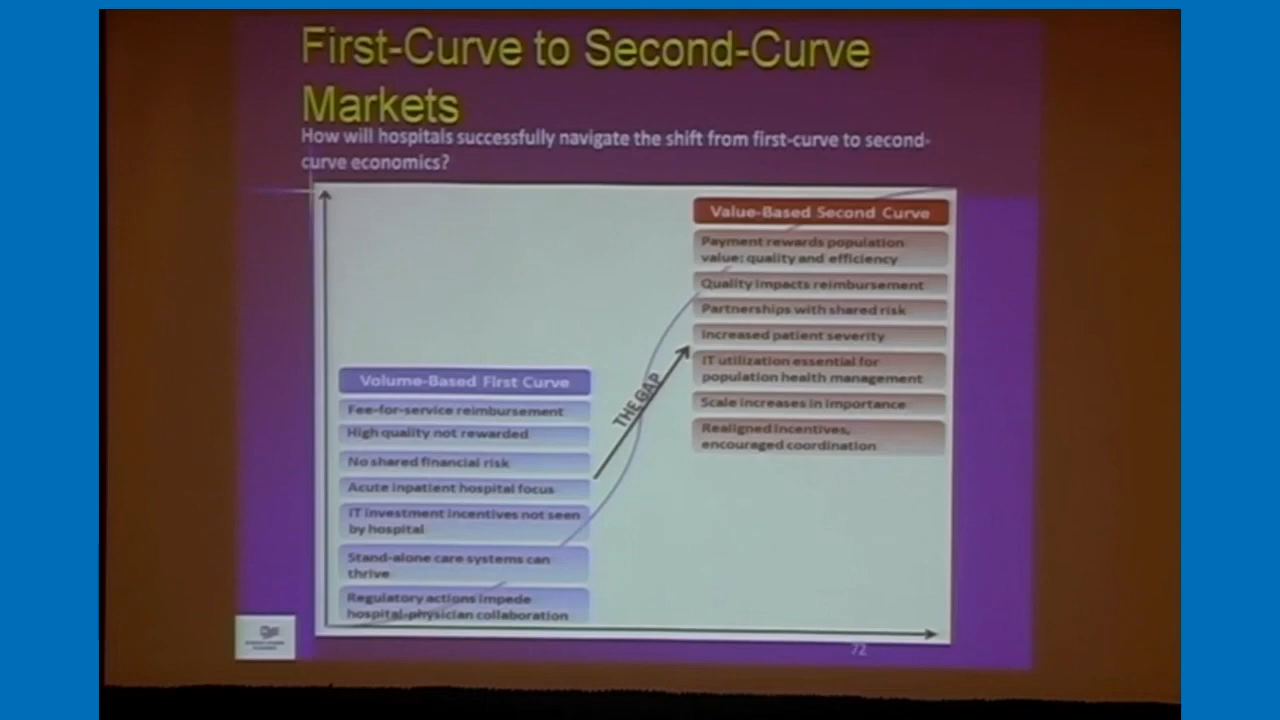 First-Curve to Second-Curve
Markets
How will hospitals successfully navigate the shift from first-curve to second-
curve economics?
Value-Based Second Curve
Payment rewards population
value: quality and efficiency
Quality impacts reimbursement
Partnerships with shared risk
Increased patient severity
IT utilization essential for
population health management
Scale increases in importance
Realigned incentives,
encouraged coordination
THE GAP
Volume-Based First Curve
Fee-for-service reimbursement
High quality not rewarded
No shared financial risk
Acute inpatient hospital focus
IT investment incentives not seen
by hospital
Stand-alone care systems can
thrive
Regulatory actions impede
hospital-physician collaboration
72